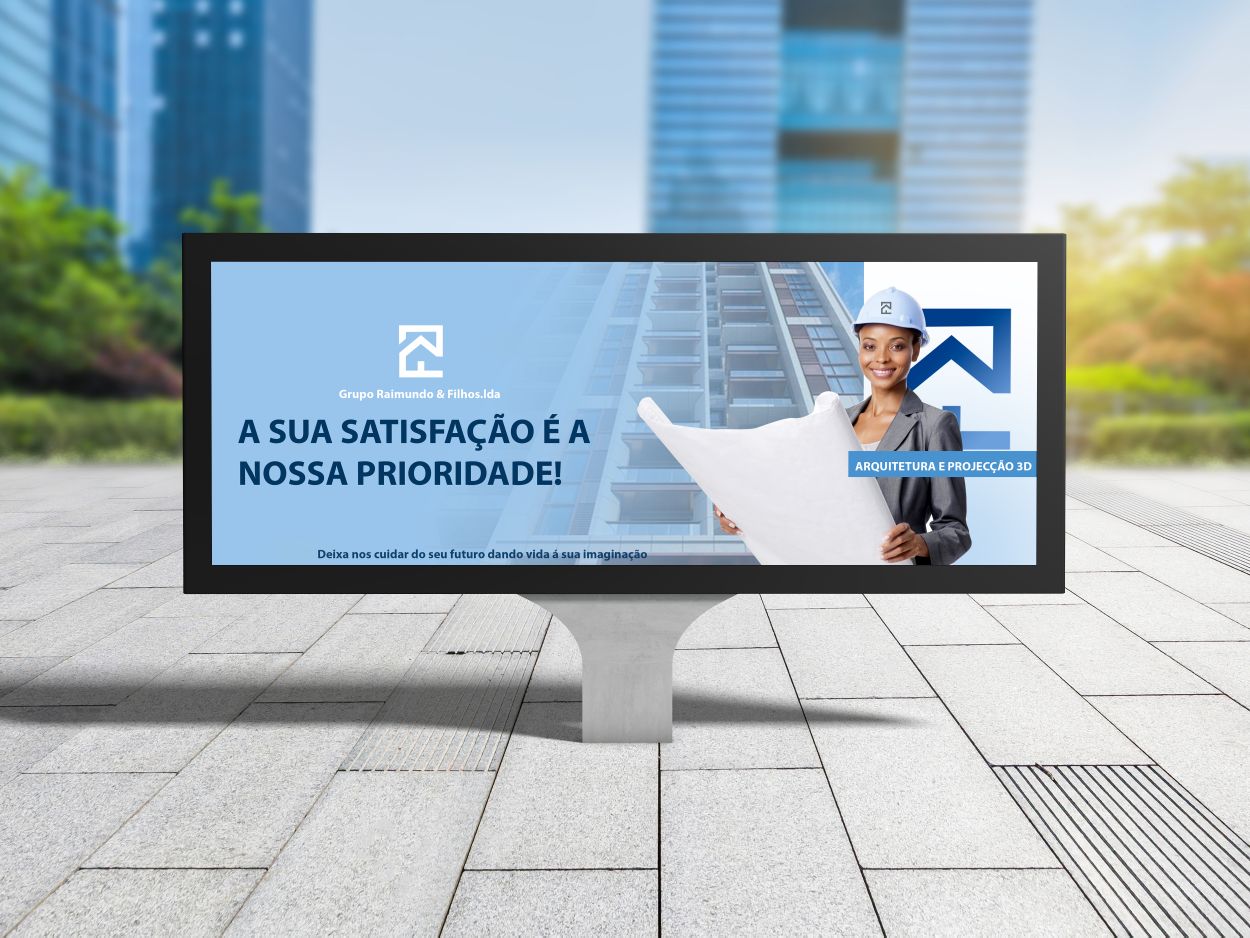 Grupo Raimundo & Filhos.lda
A SUA SATISFAÇÃO É A
NOSSA PRIORIDADE!
Deixa nos cuidar do seu futuro dando vida á sua imaginação
ARQUITETURA E PROJECÇÃO 3D